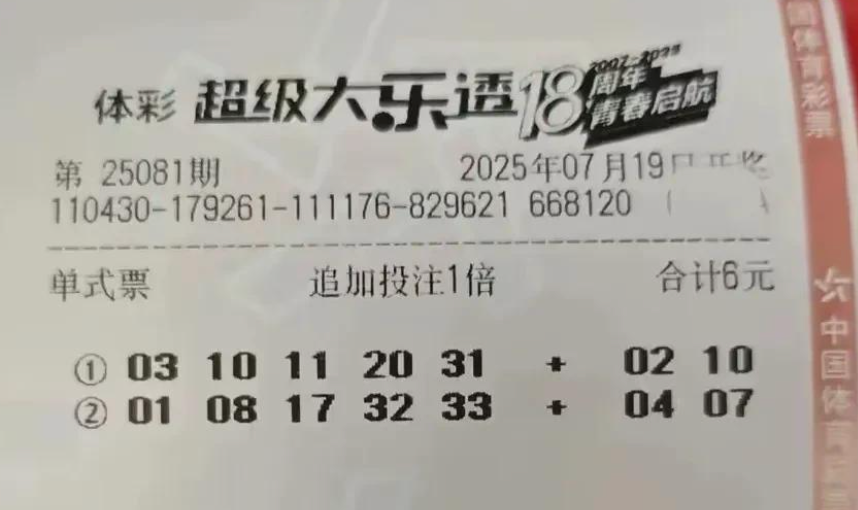 体彩 超级大乐透 18周年 2007-2025 青春启航
第 25081期 2025年07月19日开奖
110430-179261-111176-829621 668120
单式票 追加投注1倍 合计6元
① 03 10 11 20 31 + 02 10
② 01 08 17 32 33 + 04 07
国体育彩票
中国体育